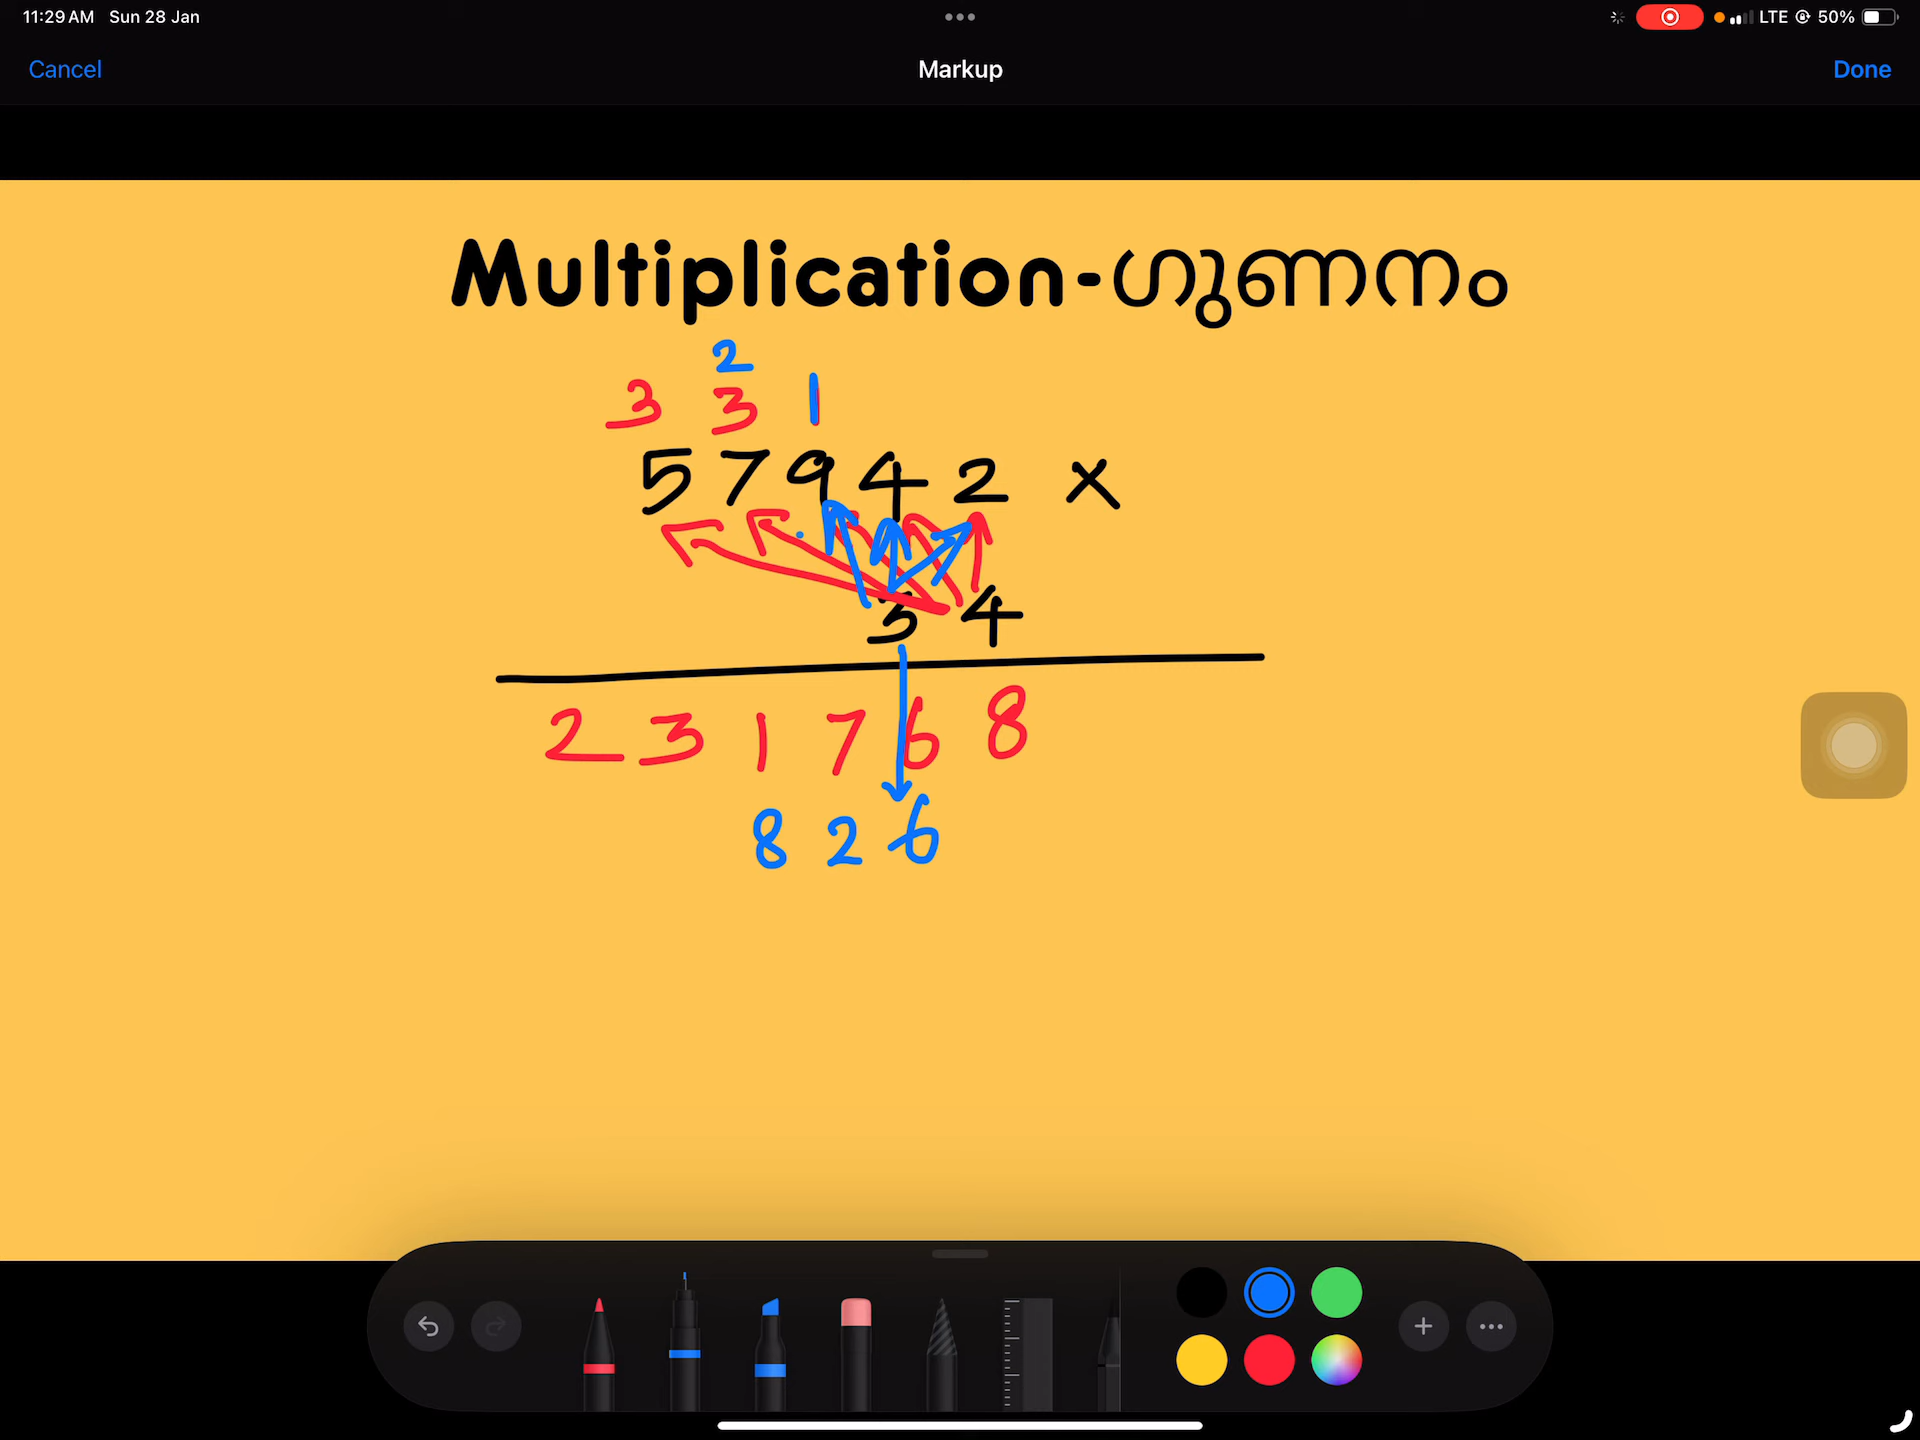 11:29 AM Sun 28 Jan LTE 50%
Cancel Markup Done
Multiplication-ഗുണനം
2
3 3 1
5 7 9 4 2 ×
3 4
2 3 1 7 6 8
8 2 6